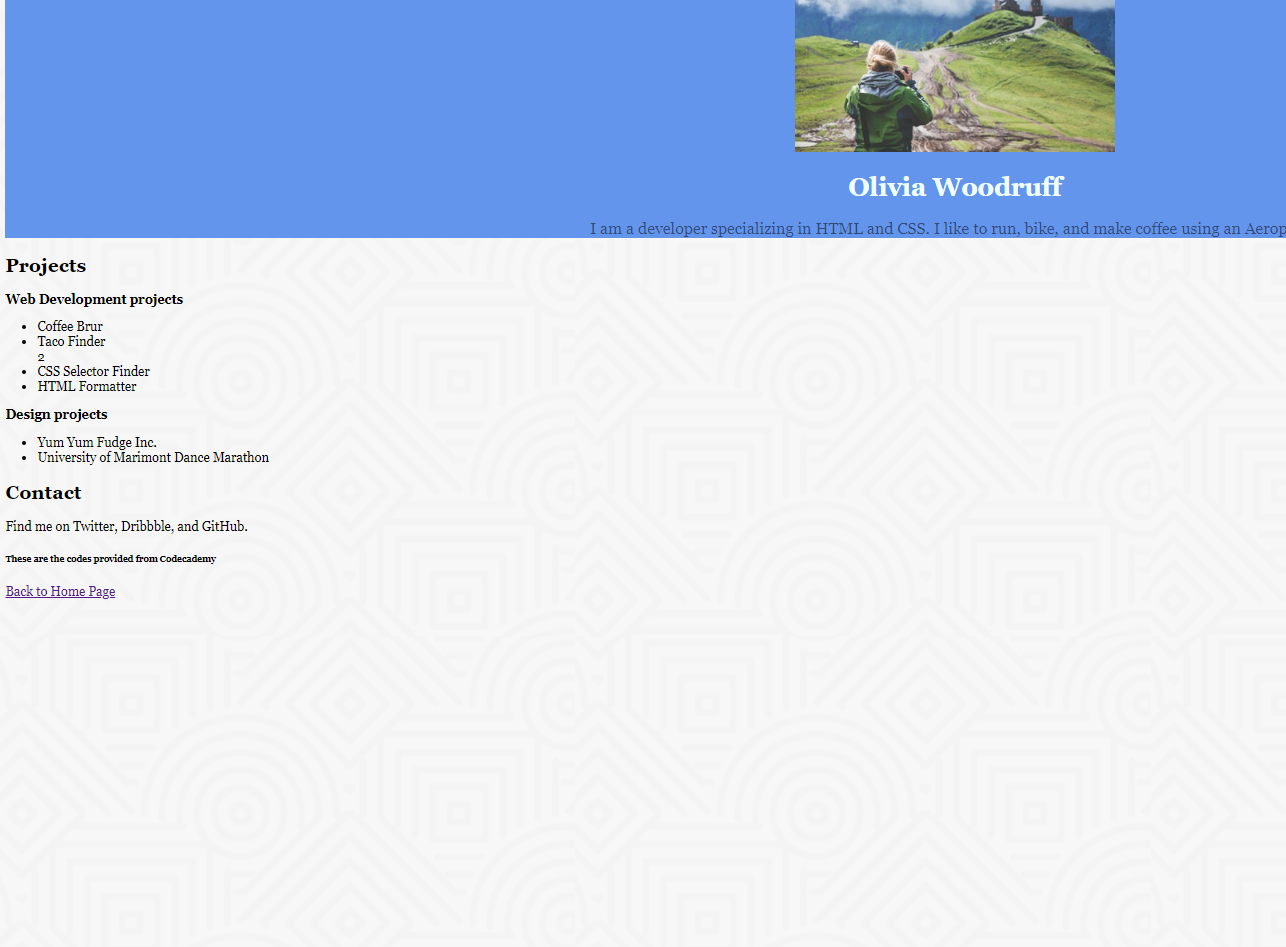 Olivia Woodruff
I am a developer specializing in HTML and CSS. I like to run, bike, and make coffee using an
Projects
Web Development projects
Coffee Brur
Taco Finder
2
CSS Selector Finder
HTML Formatter
Design projects
Yum Yum Fudge Inc.
University of Marimont Dance Marathon
Contact
Find me on Twitter, Dribbble, and GitHub.
These are the codes provided from Codecademy
Back to Home Page